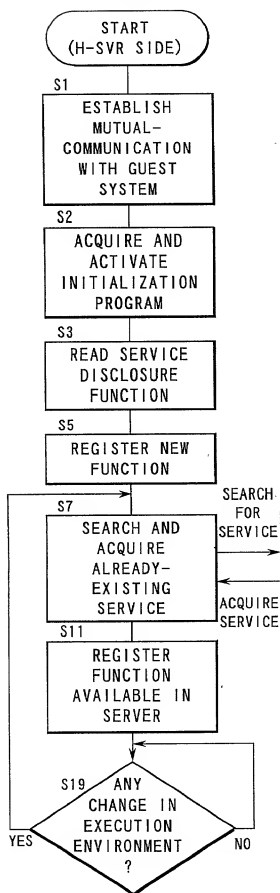 START
(H-SVR SIDE)
S1
ESTABLISH
MUTUAL-
COMMUNICATION
WITH GUEST
SYSTEM
S2
ACQUIRE AND
ACTIVATE
INITIALIZATION
PROGRAM
S3
READ SERVICE
DISCLOSURE
FUNCTION
S5
REGISTER NEW
FUNCTION
S7
SEARCH AND
ACQUIRE
ALREADY-
EXISTING
SERVICE
SEARCH
FOR
SERVICE
ACQUIRE
SERVICE
S11
REGISTER
FUNCTION
AVAILABLE IN
SERVER
S19
ANY
CHANGE IN
EXECUTION
ENVIRONMENT
?
YES
NO